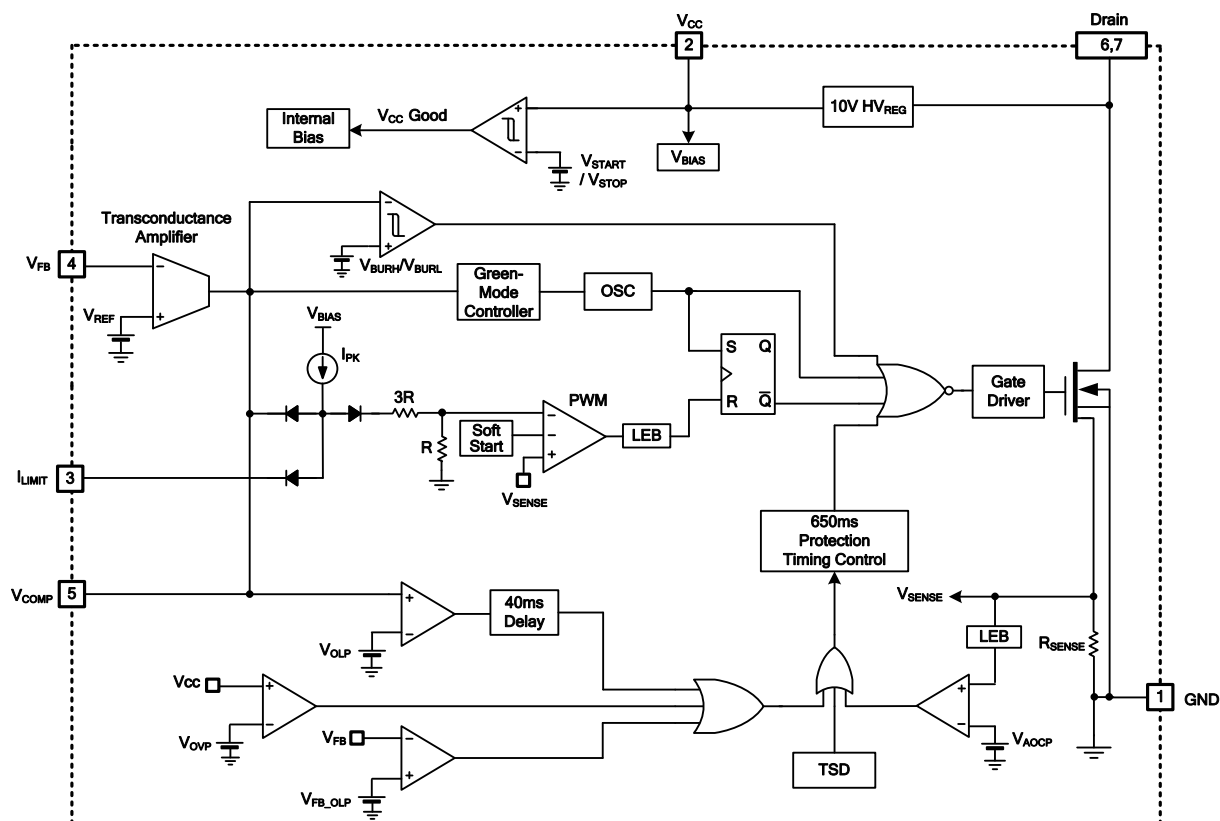 VCC
Drain
2
6,7
Internal
Bias
VCC Good
+
−
10V HVREG
VBIAS
VSTART
/ VSTOP
Transconductance
Amplifier
−
+
VBURH/VBURL
VFB
4
−
+
VREF
Green-
Mode
Controller
OSC
VBIAS
IPK
S Q
R Q
3R
R
Soft
Start
PWM
−
−
+
VSENSE
LEB
Gate
Driver
ILIMIT
3
650ms
Protection
Timing Control
VCOMP
5
+
−
VOLP
40ms
Delay
VSENSE
LEB
RSENSE
Vcc
+
−
VOVP
VFB
−
+
VFB_OLP
TSD
+
−
VAOCP
1
GND